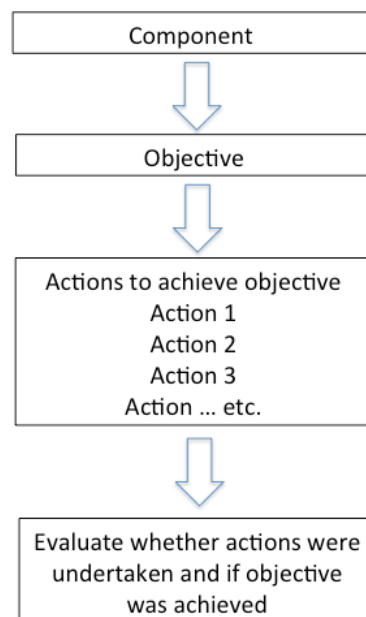 Component
Objective
Actions to achieve objective
Action 1
Action 2
Action 3
Action ... etc.
Evaluate whether actions were
undertaken and if objective
was achieved